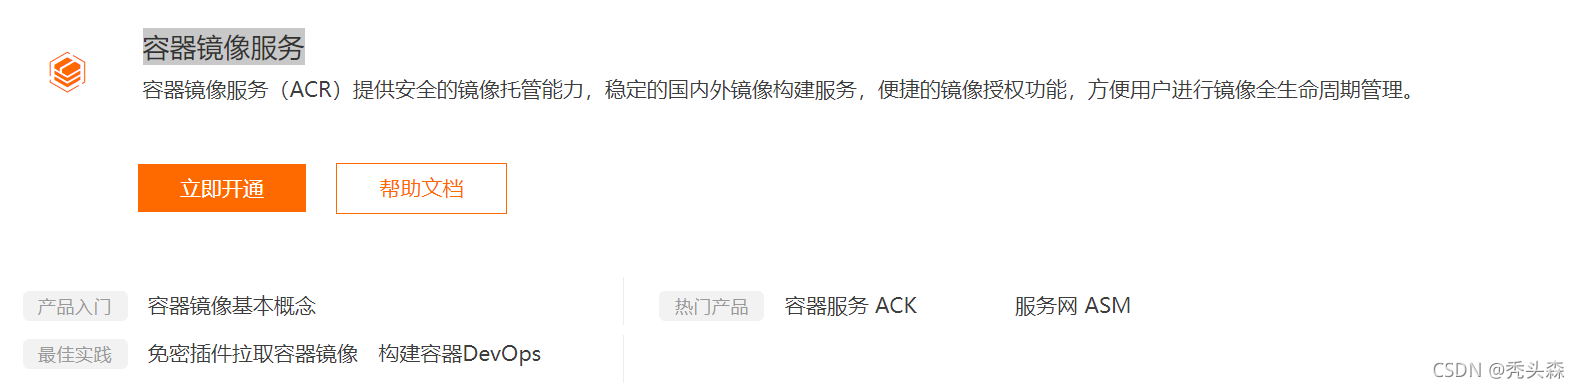 容器镜像服务
容器镜像服务（ACR）提供安全的镜像托管能力，稳定的国内外镜像构建服务，便捷的镜像授权功能，方便用户进行镜像全生命周期管理。
立即开通 帮助文档
产品入门 容器镜像基本概念 热门产品 容器服务 ACK 服务网 ASM
最佳实践 免密插件拉取容器镜像 构建容器DevOps
CSDN @秃头森